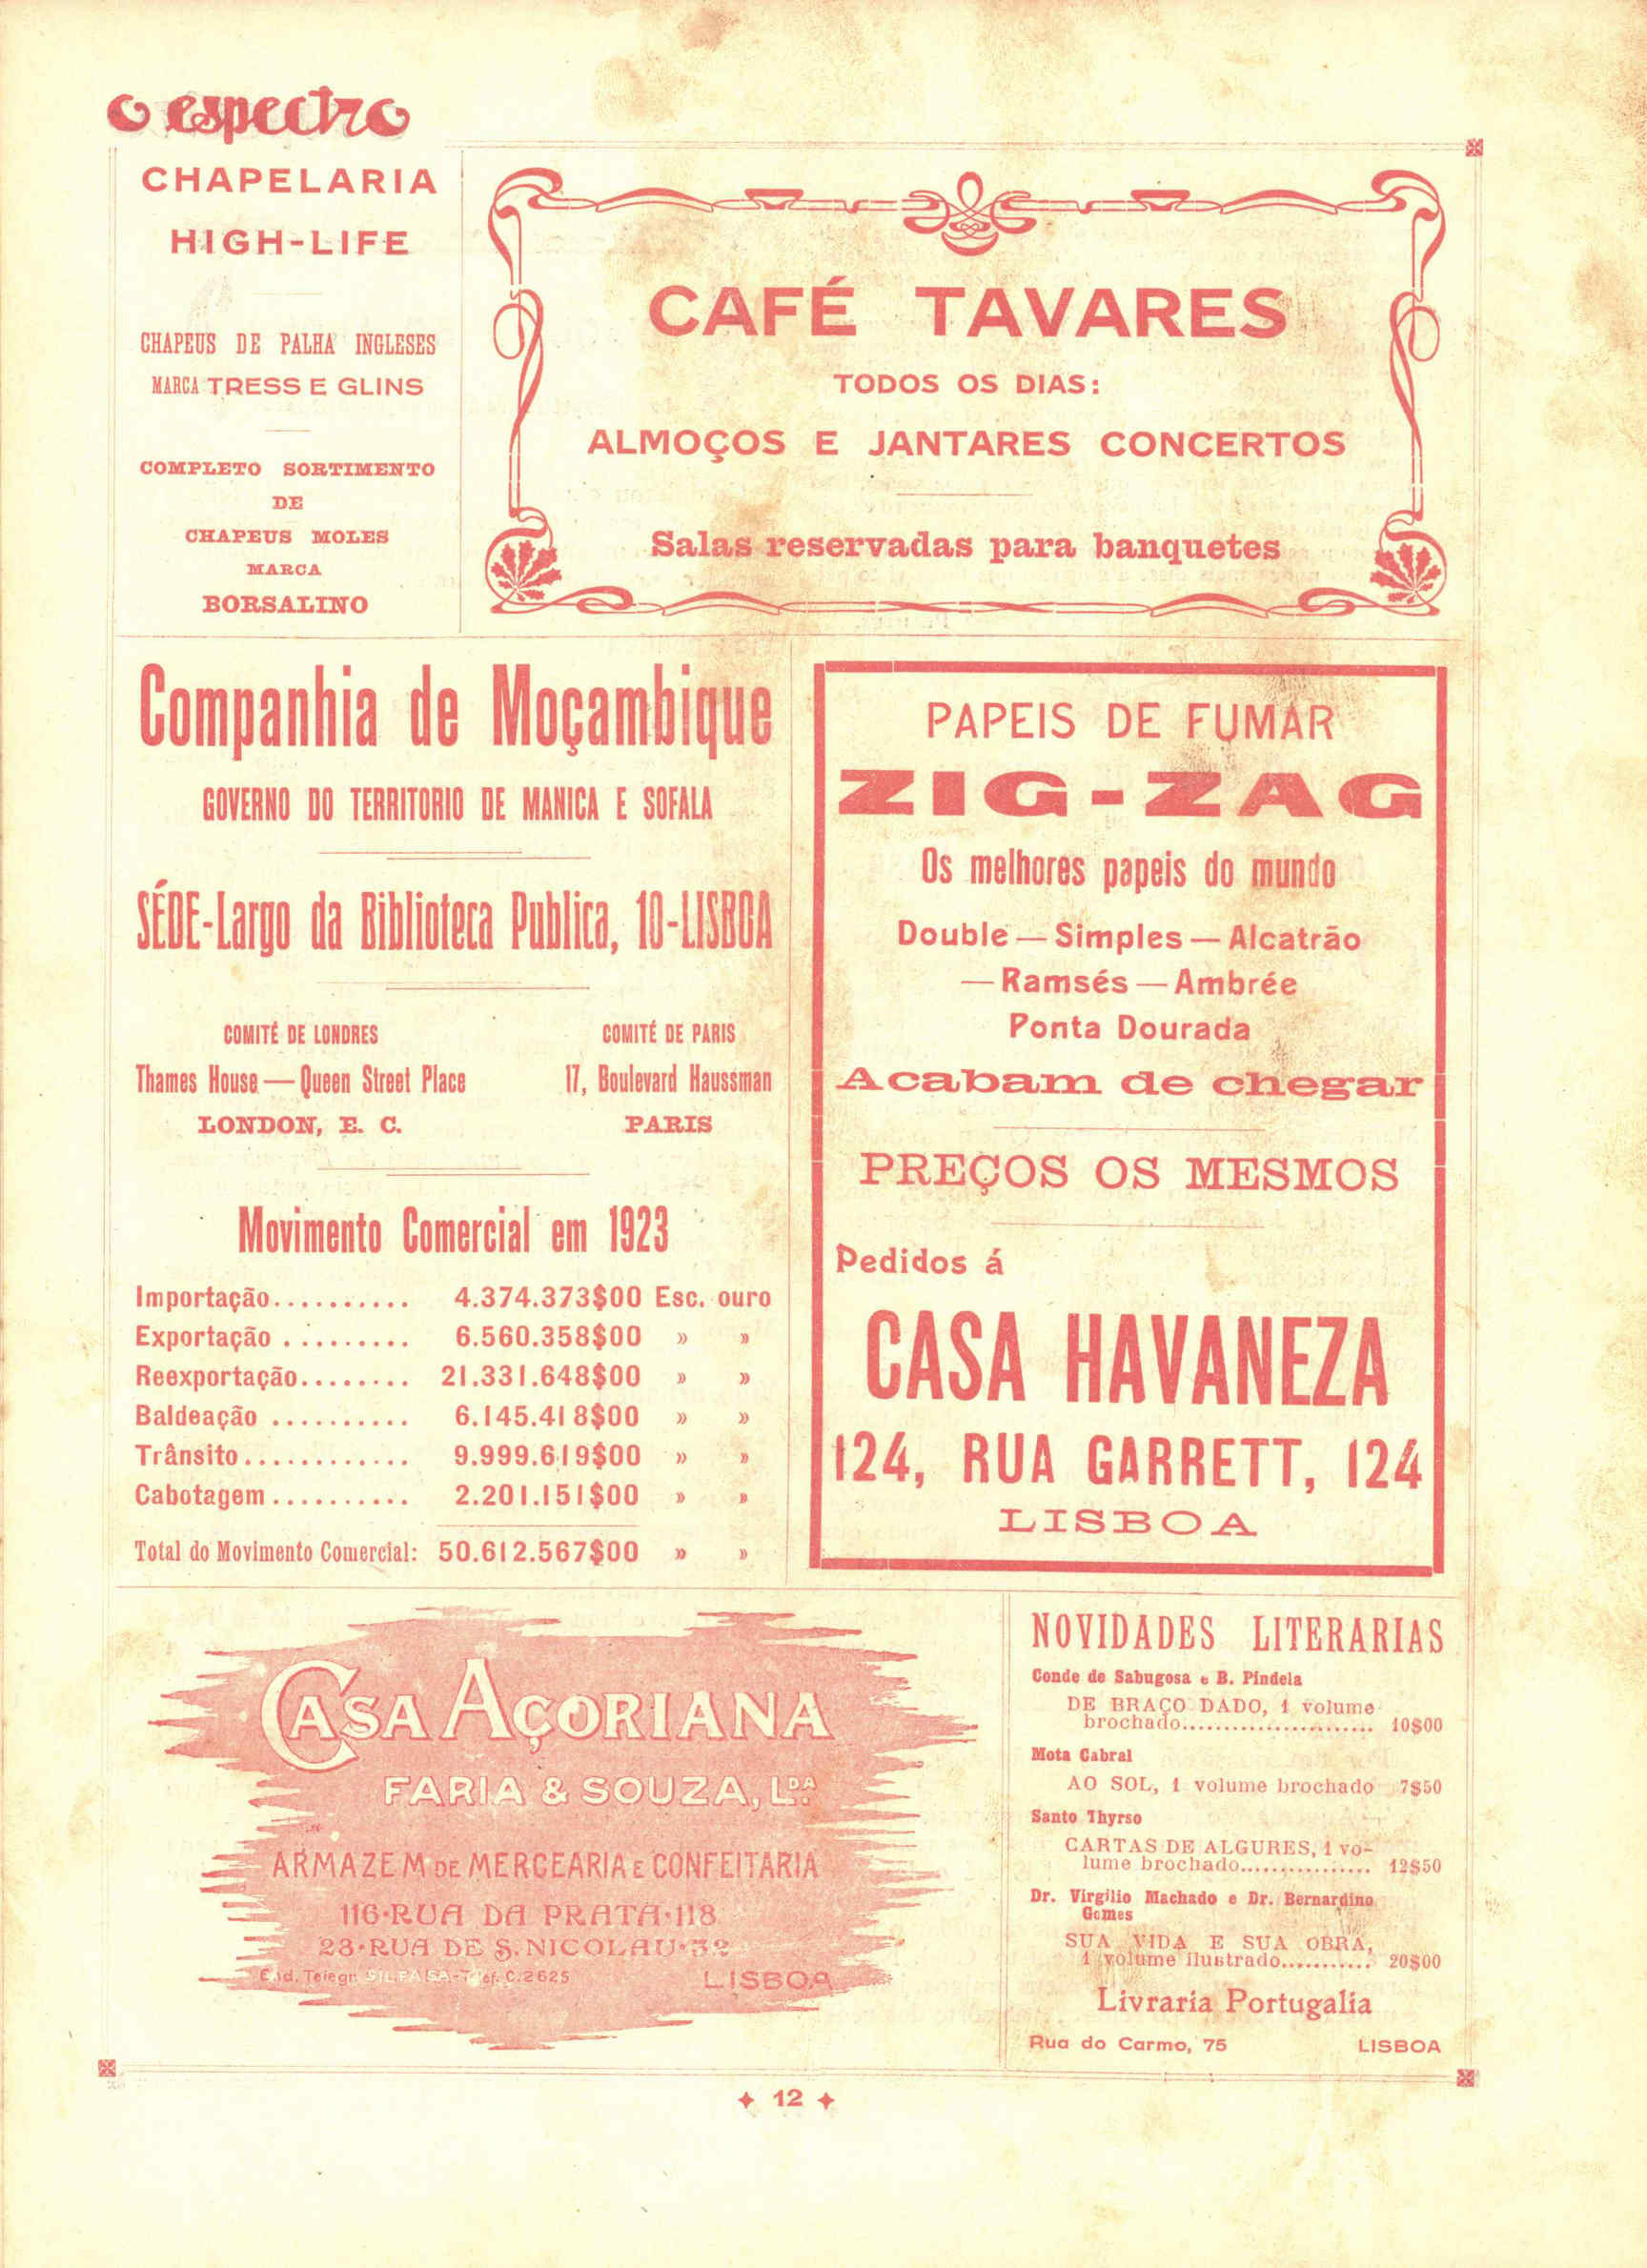 O espectro
CHAPELARIA
HIGH-LIFE
CHAPEUS DE PALHA INGLESES
MARCA TRESS E GLINS
COMPLETO SORTIMENTO
DE
CHAPEUS MOLES
MARCA
BORSALINO
CAFÉ TAVARES
TODOS OS DIAS:
ALMOÇOS E JANTARES CONCERTOS
Salas reservadas para banquetes
Companhia de Moçambique
GOVERNO DO TERRITORIO DE MANICA E SOFALA
SÉDE-Largo da Biblioteca Publica, 10-LISBOA
COMITÉ DE LONDRES
Thames House — Queen Street Place
LONDON, E. C.
COMITÉ DE PARIS
17, Boulevard Haussman
PARIS
Movimento Comercial em 1923
Importação.......... 4.374.373$00 Esc. ouro
Exportação ......... 6.560.358$00 » »
Reexportação........ 21.331.648$00 » »
Baldeação .......... 6.145.418$00 » »
Trânsito............ 9.999.619$00 » »
Cabotagem.......... 2.201.151$00 » »
Total do Movimento Comercial: 50.612.567$00 » »
PAPEIS DE FUMAR
ZIG-ZAG
Os melhores papeis do mundo
Double — Simples — Alcatrão
— Ramsés — Ambrée
Ponta Dourada
Acabam de chegar
PREÇOS OS MESMOS
Pedidos á
CASA HAVANEZA
124, RUA GARRETT, 124
LISBOA
CASA AÇORIANA
FARIA & SOUZA, LDA.
ARMAZEM DE MERCEARIA E CONFEITARIA
116·RUA DA PRATA·118
23·RUA DE S. NICOLAU·32
End. Telegr. SILFASA-Telef. C. 2625 LISBOA
NOVIDADES LITERARIAS
Conde de Sabugosa e B. Pindela
DE BRAÇO DADO, 1 volume
brochado....................... 10$00
Mota Cabral
AO SOL, 1 volume brochado 7$50
Santo Thyrso
CARTAS DE ALGURES, 1 vo-
lume brochado................ 12$50
Dr. Virgilio Machado e Dr. Bernardino
Gomes
SUA VIDA E SUA OBRA,
1 volume ilustrado........... 20$00
Livraria Portugalia
Rua do Carmo, 75 LISBOA
12